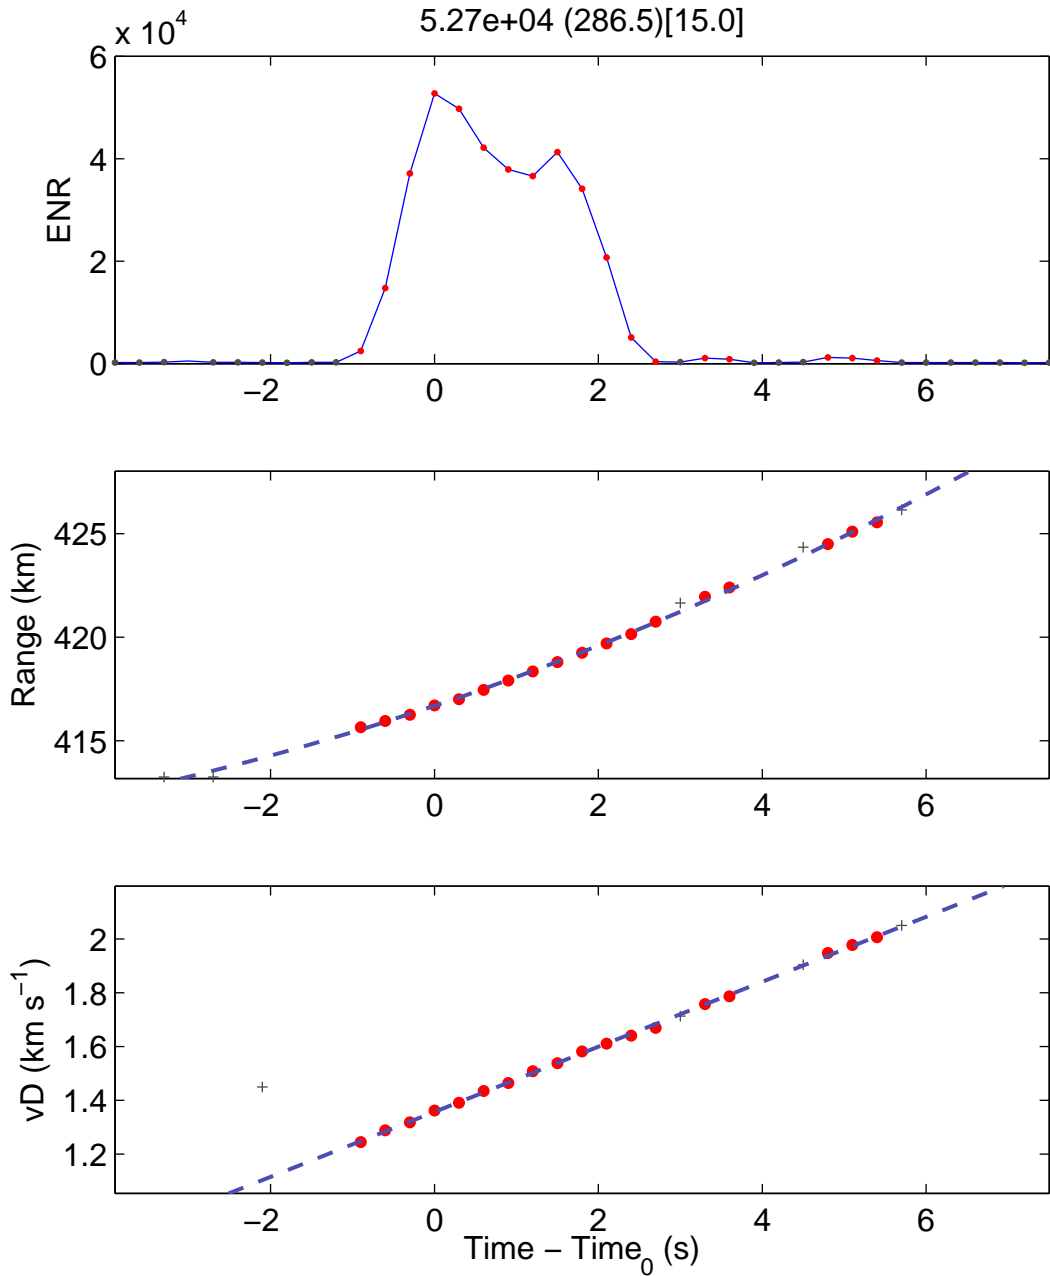 5.27e+04 (286.5)[15.0]
x 10^4
6
4
2
0
ENR
−2 0 2 4 6
425
420
415
Range (km)
−2 0 2 4 6
2
1.8
1.6
1.4
1.2
vD (km s^−1)
−2 0 2 4 6
Time − Time_0 (s)